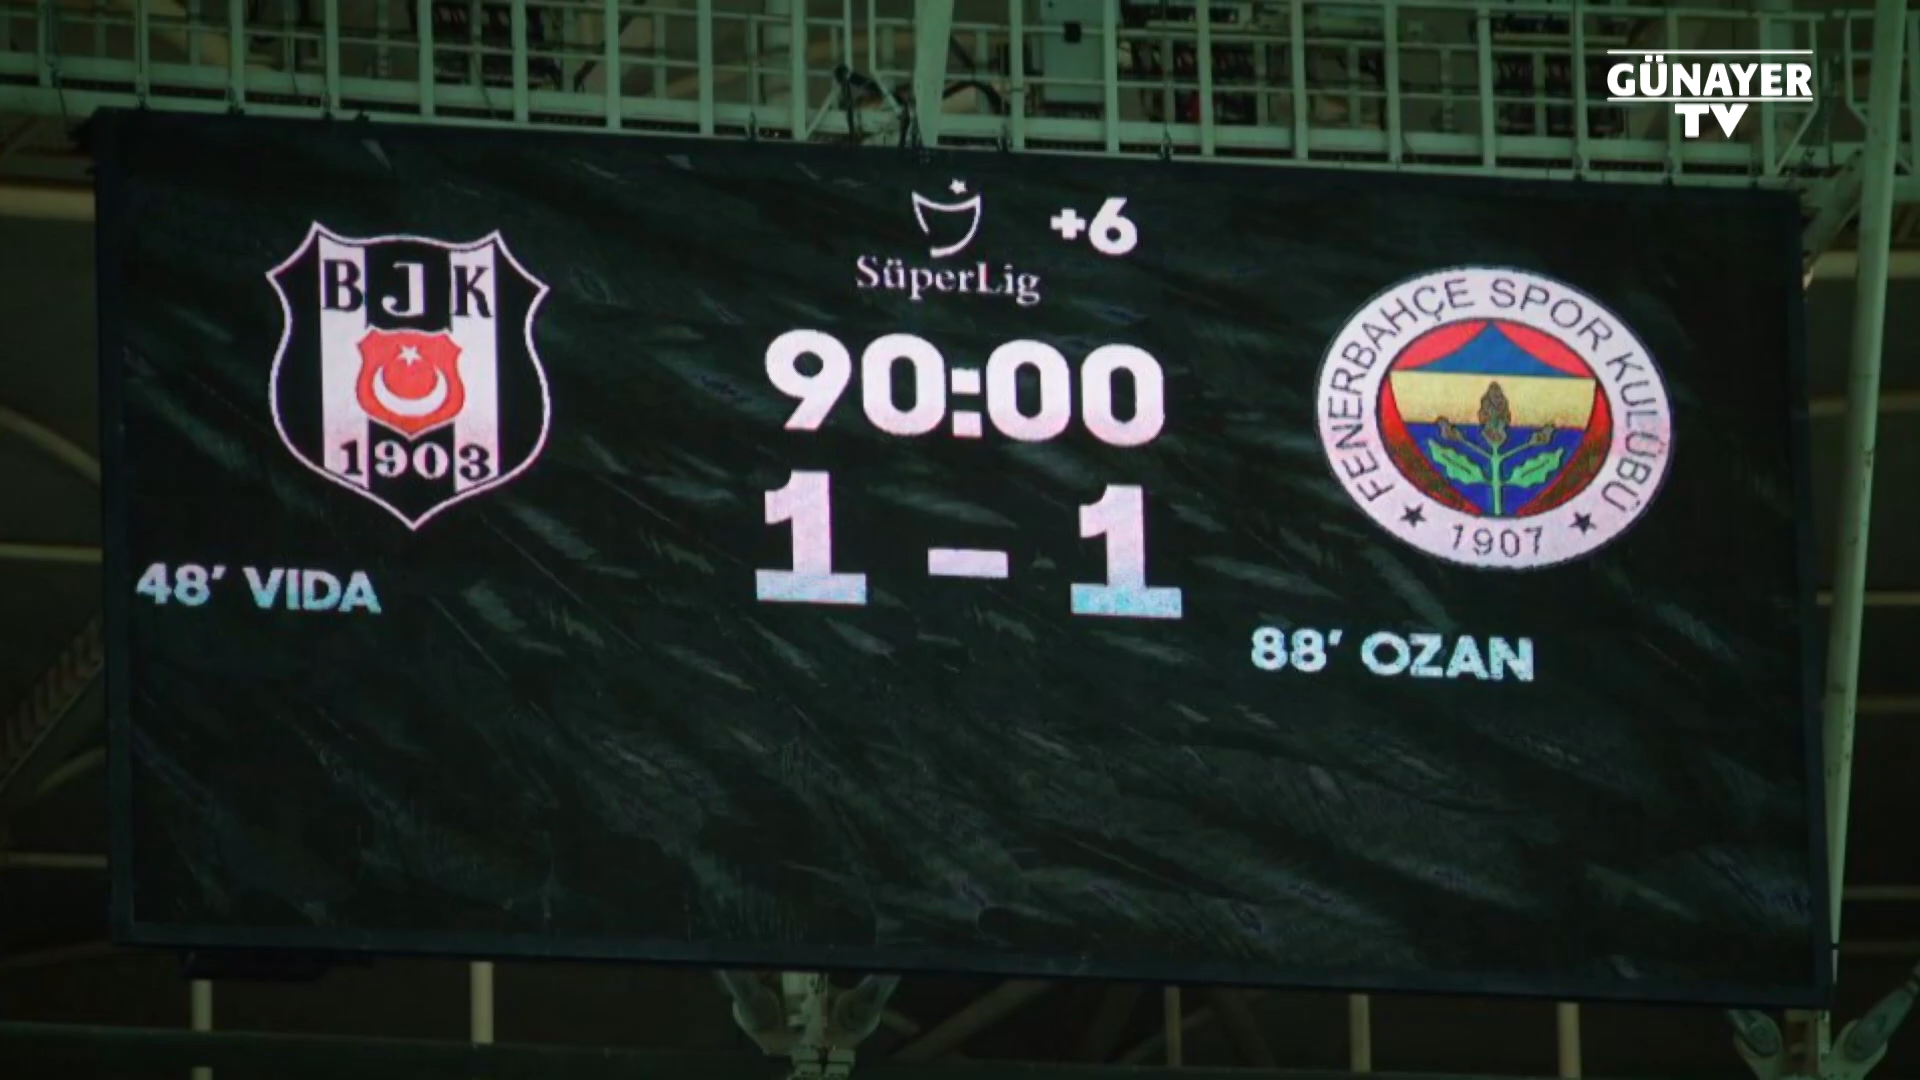 GÜNAYER
TV
+6
SüperLig
BJK
1903
90:00
1 - 1
FENERBAHÇE SPOR KULÜBÜ
★ 1907 ★
48’ VIDA
88’ OZAN